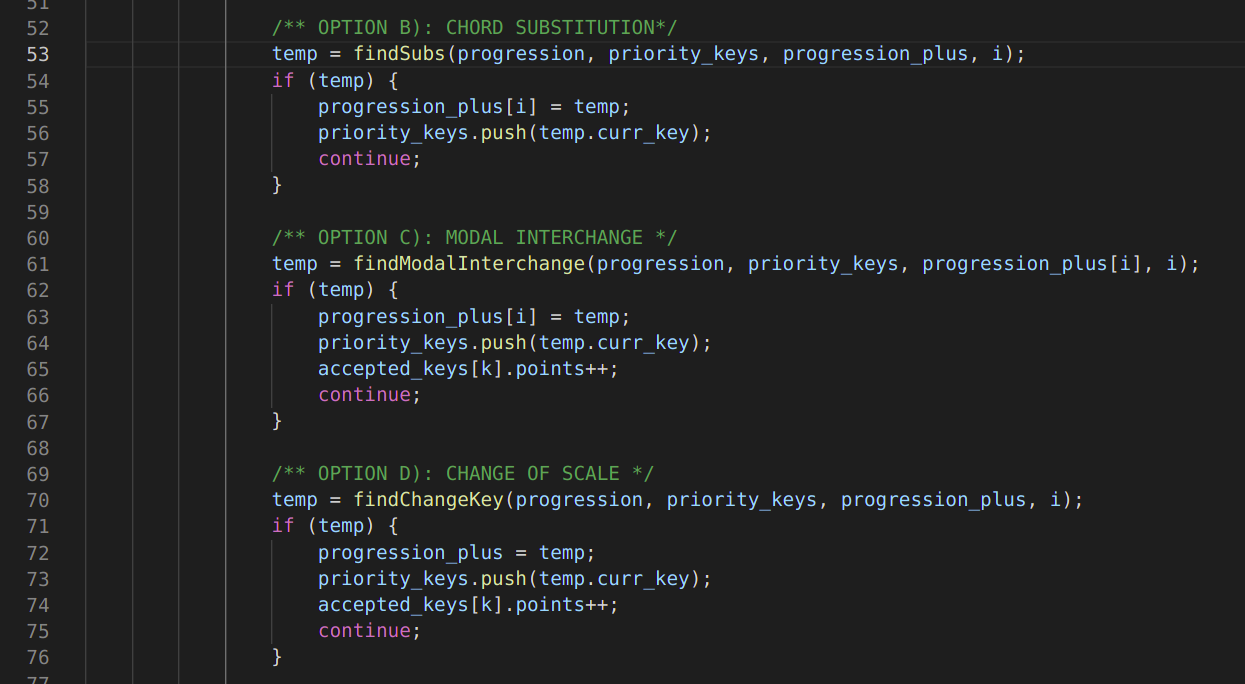 51
52 /** OPTION B): CHORD SUBSTITUTION*/
53 temp = findSubs(progression, priority_keys, progression_plus, i);
54 if (temp) {
55 progression_plus[i] = temp;
56 priority_keys.push(temp.curr_key);
57 continue;
58 }
59
60 /** OPTION C): MODAL INTERCHANGE */
61 temp = findModalInterchange(progression, priority_keys, progression_plus[i], i);
62 if (temp) {
63 progression_plus[i] = temp;
64 priority_keys.push(temp.curr_key);
65 accepted_keys[k].points++;
66 continue;
67 }
68
69 /** OPTION D): CHANGE OF SCALE */
70 temp = findChangeKey(progression, priority_keys, progression_plus, i);
71 if (temp) {
72 progression_plus = temp;
73 priority_keys.push(temp.curr_key);
74 accepted_keys[k].points++;
75 continue;
76 }
77